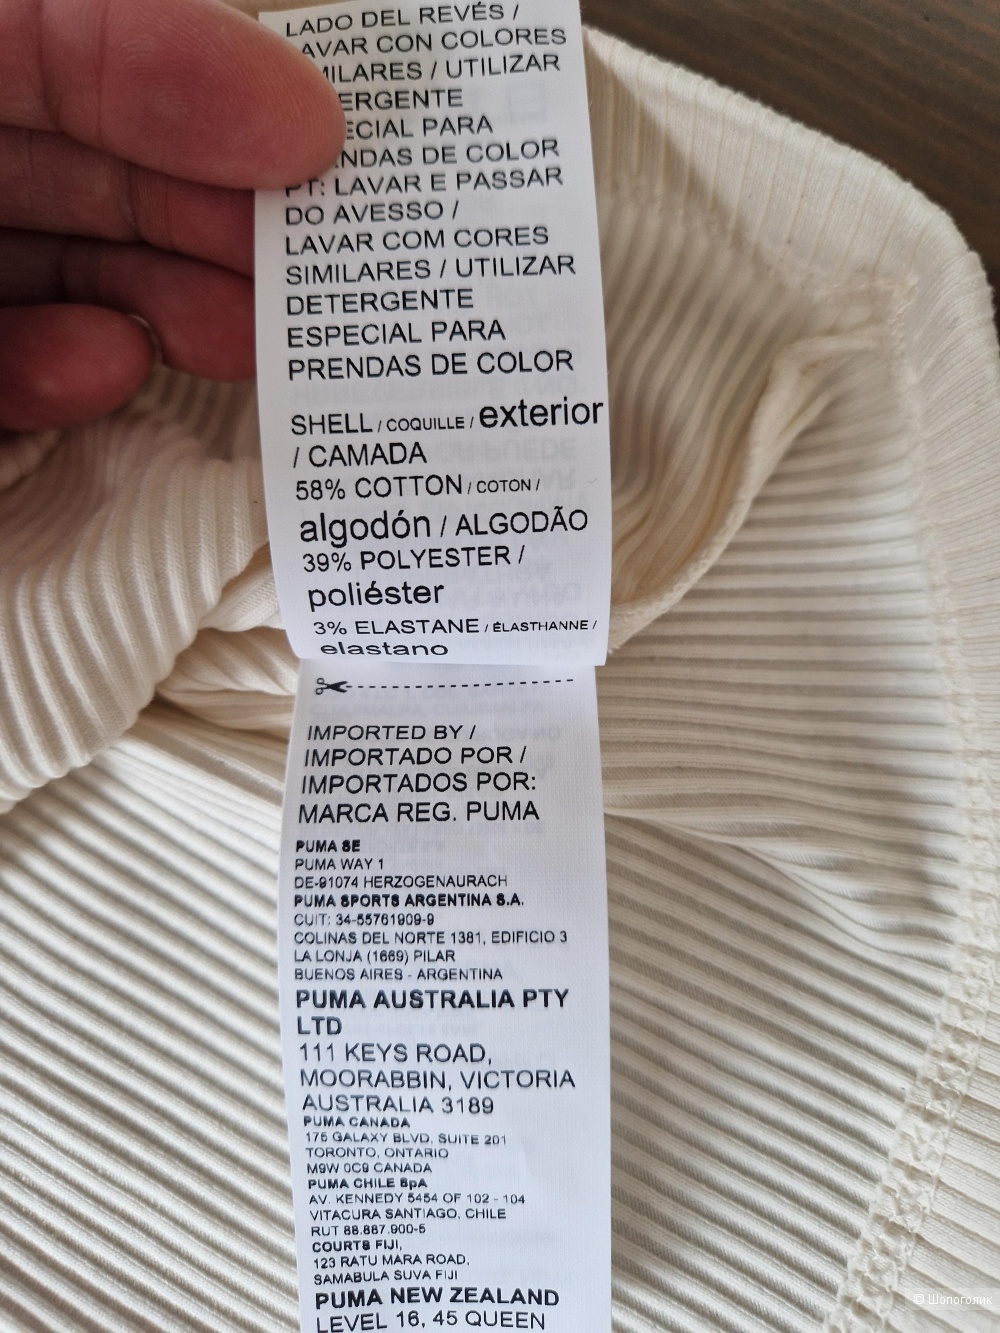 LADO DEL REVÉS /
AVAR CON COLORES
MILARES / UTILIZAR
ERGENTE
ECIAL PARA
NDAS DE COLOR
PT: LAVAR E PASSAR
DO AVESSO /
LAVAR COM CORES
SIMILARES / UTILIZAR
DETERGENTE
ESPECIAL PARA
PRENDAS DE COLOR
SHELL / COQUILLE / exterior
/ CAMADA
58% COTTON / COTON /
algodón / ALGODÃO
39% POLYESTER /
poliéster
3% ELASTANE / ÉLASTHANNE /
elastano
IMPORTED BY /
IMPORTADO POR /
IMPORTADOS POR:
MARCA REG. PUMA
PUMA SE
PUMA WAY 1
DE-91074 HERZOGENAURACH
PUMA SPORTS ARGENTINA S.A.
CUIT: 34-55761909-9
COLINAS DEL NORTE 1381, EDIFICIO 3
LA LONJA (1669) PILAR
BUENOS AIRES - ARGENTINA
PUMA AUSTRALIA PTY
LTD
111 KEYS ROAD,
MOORABBIN, VICTORIA
AUSTRALIA 3189
PUMA CANADA
175 GALAXY BLVD, SUITE 201
TORONTO, ONTARIO
M9W 0C9 CANADA
PUMA CHILE SpA
AV. KENNEDY 5454 OF 102 - 104
VITACURA SANTIAGO, CHILE
RUT 88.887.900-5
COURTS FIJI,
123 RATU MARA ROAD,
SAMABULA SUVA FIJI
PUMA NEW ZEALAND
LEVEL 16, 45 QUEEN
© Шопоголик